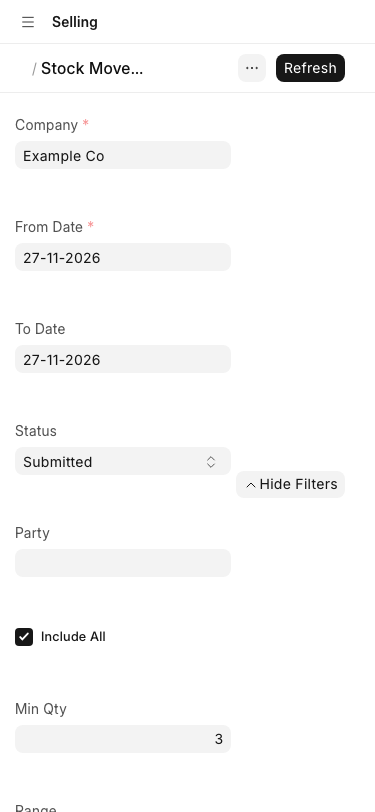 Selling
/ Stock Move...
Refresh
Company *
Example Co
From Date *
27-11-2026
To Date
27-11-2026
Status
Submitted
Hide Filters
Party
Include All
Min Qty
3
Range